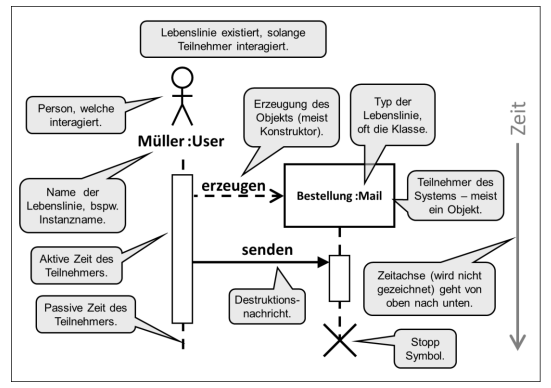 Lebenslinie existiert, solange
Teilnehmer interagiert.
Person, welche
interagiert.
Erzeugung des
Objekts (meist
Konstruktor).
Typ der
Lebenslinie,
oft die Klasse.
Zeit
Müller :User
erzeugen
Bestellung :Mail
Name der
Lebenslinie, bspw.
Instanzname.
Teilnehmer des
Systems – meist
ein Objekt.
Aktive Zeit des
Teilnehmers.
senden
Zeitachse (wird nicht
gezeichnet) geht von
oben nach unten.
Passive Zeit des
Teilnehmers.
Destruktions-
nachricht.
Stopp
Symbol.